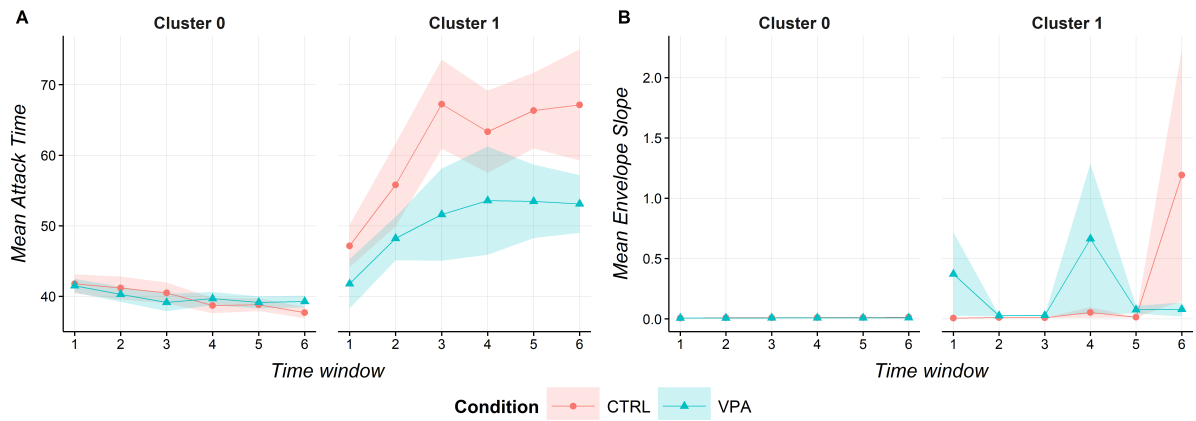 A
Cluster 0
Cluster 1
Mean Attack Time
70
60
50
40
1 2 3 4 5 6
1 2 3 4 5 6
Time window
B
Cluster 0
Cluster 1
Mean Envelope Slope
2.0
1.5
1.0
0.5
0.0
1 2 3 4 5 6
1 2 3 4 5 6
Time window
Condition CTRL VPA